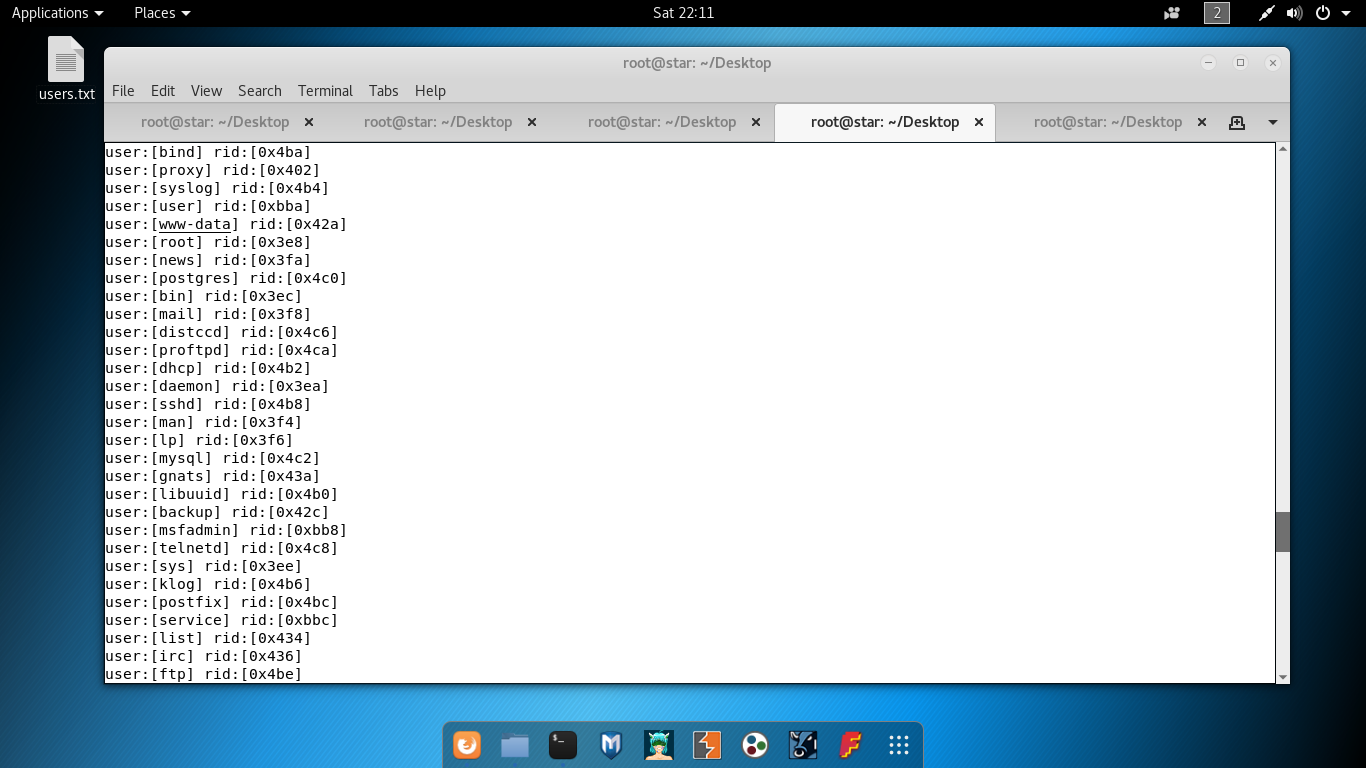 Applications Places Sat 22:11 2
users.txt
root@star: ~/Desktop
File Edit View Search Terminal Tabs Help
root@star: ~/Desktop root@star: ~/Desktop root@star: ~/Desktop root@star: ~/Desktop root@star: ~/Desktop
user:[bind] rid:[0x4ba]
user:[proxy] rid:[0x402]
user:[syslog] rid:[0x4b4]
user:[user] rid:[0xbba]
user:[www-data] rid:[0x42a]
user:[root] rid:[0x3e8]
user:[news] rid:[0x3fa]
user:[postgres] rid:[0x4c0]
user:[bin] rid:[0x3ec]
user:[mail] rid:[0x3f8]
user:[distccd] rid:[0x4c6]
user:[proftpd] rid:[0x4ca]
user:[dhcp] rid:[0x4b2]
user:[daemon] rid:[0x3ea]
user:[sshd] rid:[0x4b8]
user:[man] rid:[0x3f4]
user:[lp] rid:[0x3f6]
user:[mysql] rid:[0x4c2]
user:[gnats] rid:[0x43a]
user:[libuuid] rid:[0x4b0]
user:[backup] rid:[0x42c]
user:[msfadmin] rid:[0xbb8]
user:[telnetd] rid:[0x4c8]
user:[sys] rid:[0x3ee]
user:[klog] rid:[0x4b6]
user:[postfix] rid:[0x4bc]
user:[service] rid:[0xbbc]
user:[list] rid:[0x434]
user:[irc] rid:[0x436]
user:[ftp] rid:[0x4be]